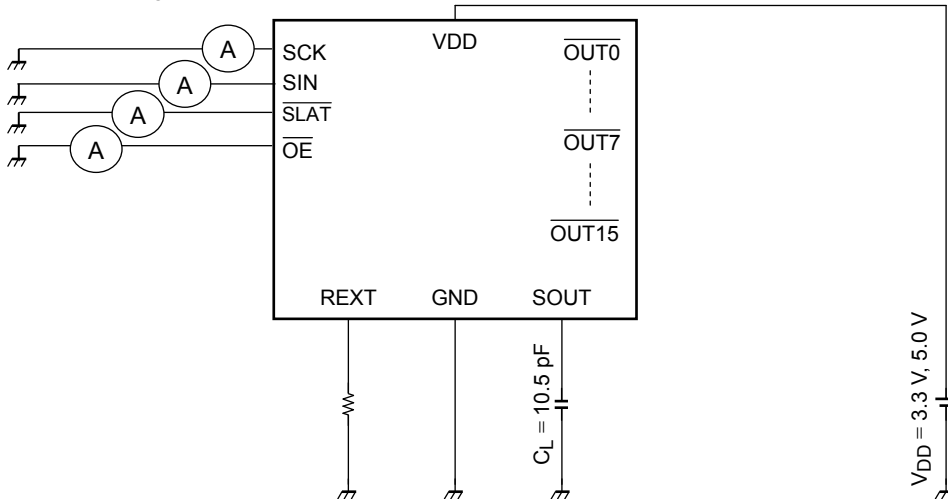 A SCK VDD OUT0
A SIN
A SLAT
A OE OUT7
OUT15
REXT GND SOUT
CL = 10.5 pF
VDD = 3.3 V, 5.0 V